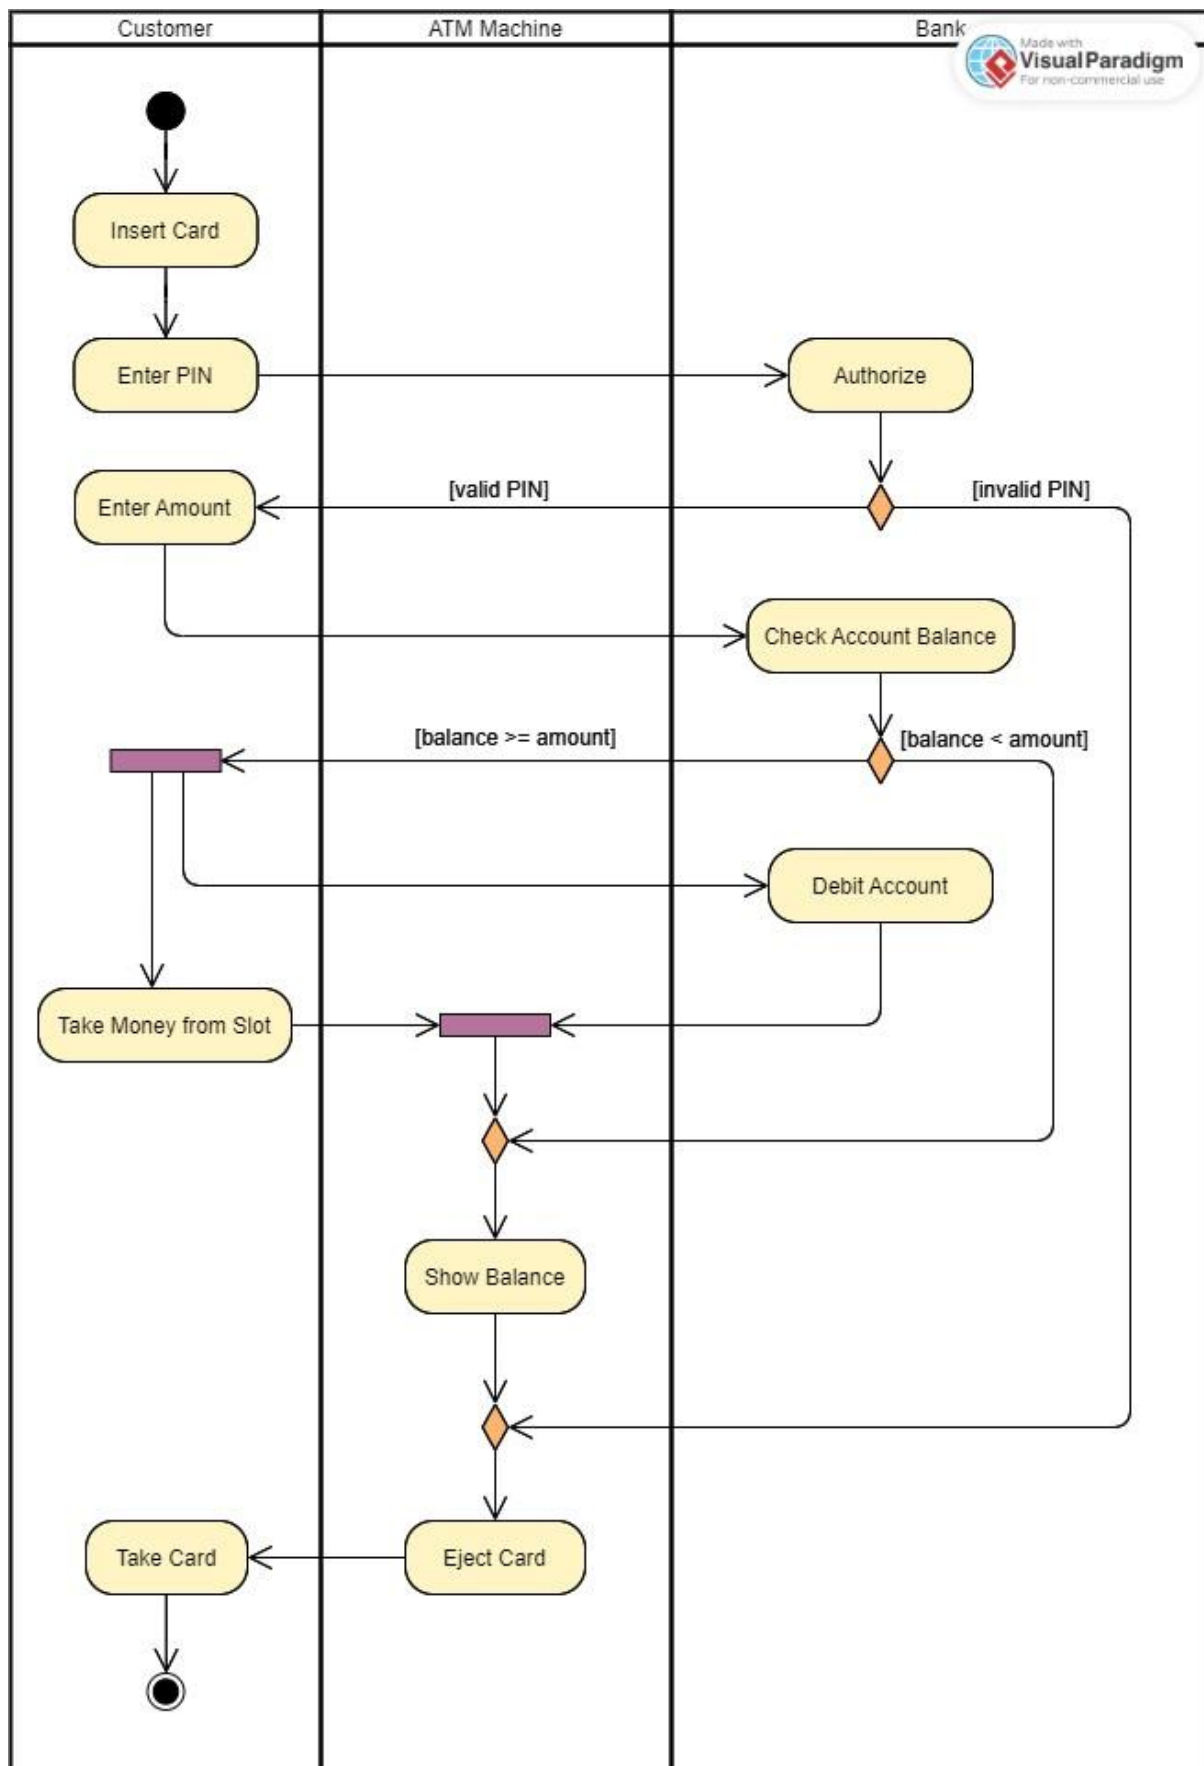 Customer
ATM Machine
Bank
Made with
Visual Paradigm
For non-commercial use
Insert Card
Enter PIN
Authorize
Enter Amount
[valid PIN]
[invalid PIN]
Check Account Balance
[balance >= amount]
[balance < amount]
Debit Account
Take Money from Slot
Show Balance
Take Card
Eject Card